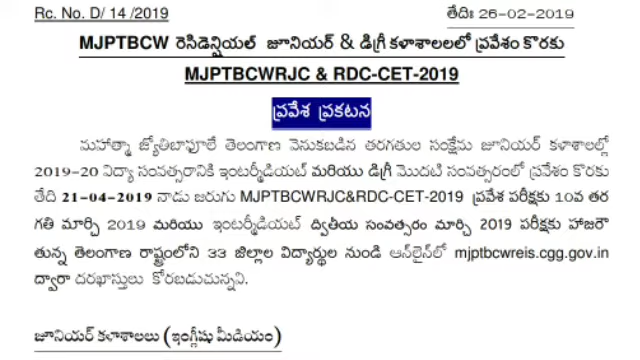 Rc. No. D/ 14 /2019 తేదిః 26-02-2019
MJPTBCW రెసిడెన్షియల్ జూనియర్ & డిగ్రీ కళాశాలలలో ప్రవేశం కొరకు
MJPTBCWRJC & RDC-CET-2019
ప్రవేశ ప్రకటన
మహాత్మా జ్యోతిబాపూలే తెలంగాణ వెనుకబడిన తరగతుల సంక్షేమ జూనియర్ కళాశాలల్లో
2019-20 విద్యా సంవత్సరానికి ఇంటర్మీడియట్ మరియు డిగ్రీ మొదటి సంవత్సరంలో ప్రవేశం కొరకు
తేది 21-04-2019 నాడు జరుగు MJPTBCWRJC&RDC-CET-2019 ప్రవేశ పరీక్షకు 10వ తర
గతి మార్చి 2019 మరియు ఇంటర్మీడియట్ ద్వితీయ సంవత్సరం మార్చి 2019 పరీక్షకు హాజరౌ
తున్న తెలంగాణ రాష్ట్రంలోని 33 జిల్లాల విద్యార్థుల నుండి ఆన్‌లైన్‌లో mjptbcwreis.cgg.gov.in
ద్వారా దరఖాస్తులు కోరబడుచున్నవి.
జూనియర్ కళాశాలలు (ఇంగ్లీషు మీడియం)